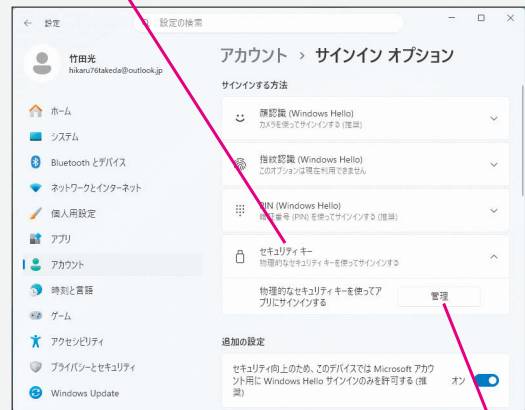 設定
設定の検索
竹田光
hikaru76takeda@outlook.jp
ホーム
システム
Bluetooth とデバイス
ネットワークとインターネット
個人用設定
アプリ
アカウント
時刻と言語
ゲーム
アクセシビリティ
プライバシーとセキュリティ
Windows Update
アカウント › サインイン オプション
サインインする方法
顔認識 (Windows Hello)
カメラを使ってサインインする (推奨)
指紋認識 (Windows Hello)
このオプションは現在利用できません
PIN (Windows Hello)
暗証番号 (PIN) を使ってサインインする (推奨)
セキュリティ キー
物理的なセキュリティ キーを使ってサインインする
物理的なセキュリティ キーを使ってア
プリにサインインする
管理
追加の設定
セキュリティ向上のため、このデバイスでは Microsoft アカウ
ント用に Windows Hello サインインのみを許可する (推
奨)
オン